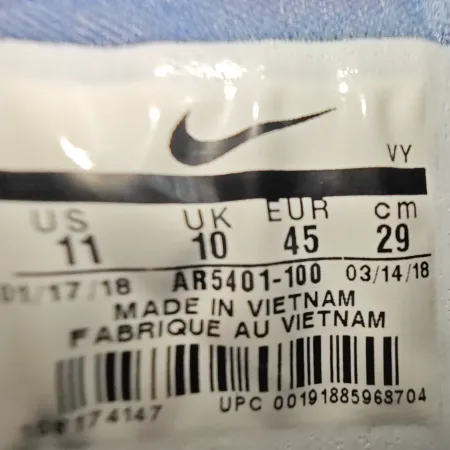 VY
US UK EUR cm
11 10 45 29
01/17/18 AR5401-100 03/14/18
MADE IN VIETNAM
FABRIQUE AU VIETNAM
UPC 00191885968704